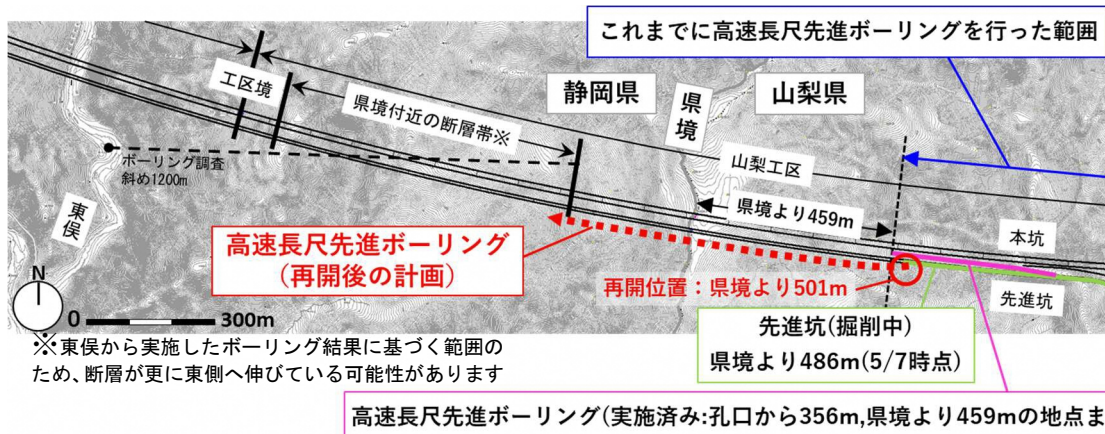 これまでに高速長尺先進ボーリングを行った範囲
工区境
県境付近の断層帯※
静岡県
県境
山梨県
ボーリング調査
斜め1200m
山梨工区
東俣
県境より459m
高速長尺先進ボーリング
(再開後の計画)
本坑
再開位置：県境より501m
先進坑
N
0 300m
先進坑(掘削中)
県境より486m(5/7時点)
※東俣から実施したボーリング結果に基づく範囲の
ため、断層が更に東側へ伸びている可能性があります
高速長尺先進ボーリング(実施済み:孔口から356m,県境より459mの地点ま